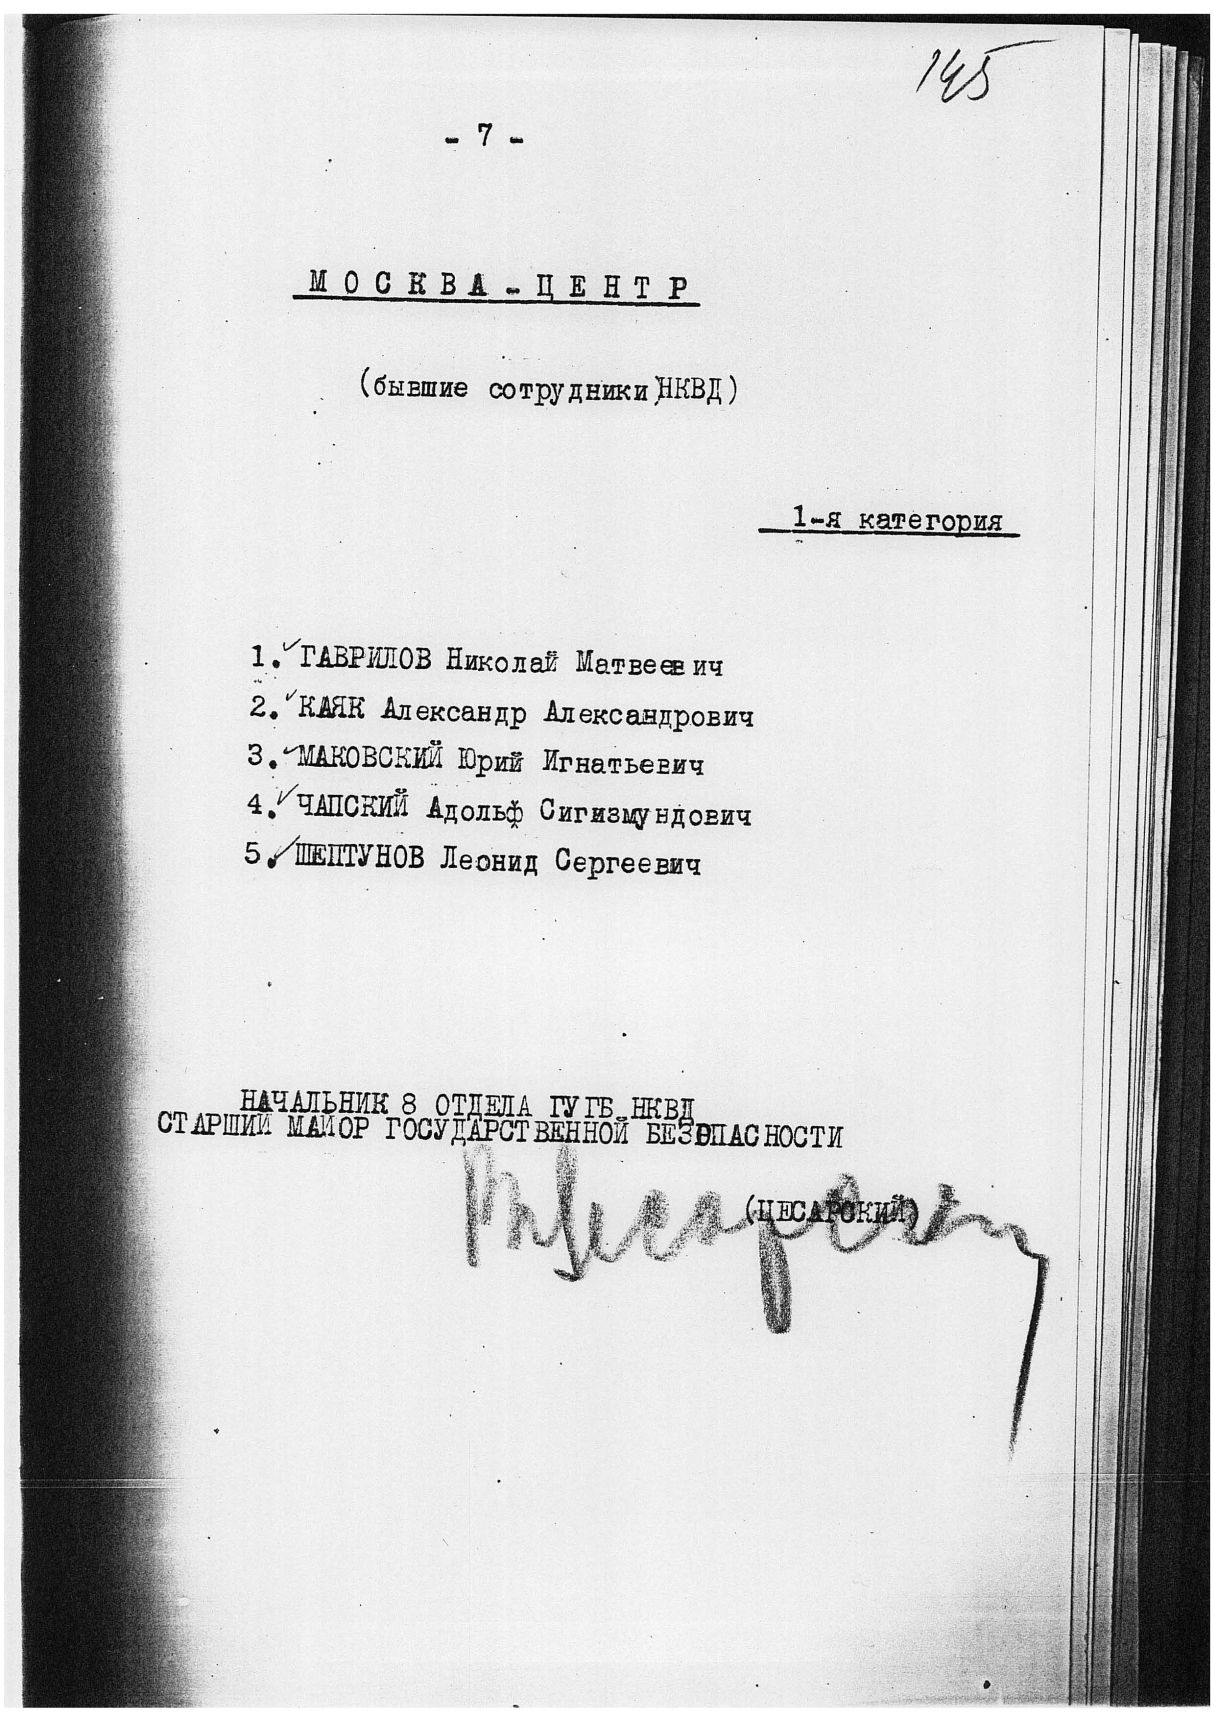 145
- 7 -
МОСКВА-ЦЕНТР
(бывшие сотрудники НКВД)
1-я категория
1. ГАВРИЛОВ Николай Матвеевич
2. КАЯК Александр Александрович
3. МАКОВСКИЙ Юрий Игнатьевич
4. ЧАПСКИЙ Адольф Сигизмундович
5. ШЕПТУНОВ Леонид Сергеевич
НАЧАЛЬНИК 8 ОТДЕЛА ГУГБ НКВД
СТАРШИЙ МАЙОР ГОСУДАРСТВЕННОЙ БЕЗОПАСНОСТИ
(ЦЕСАРСКИЙ)